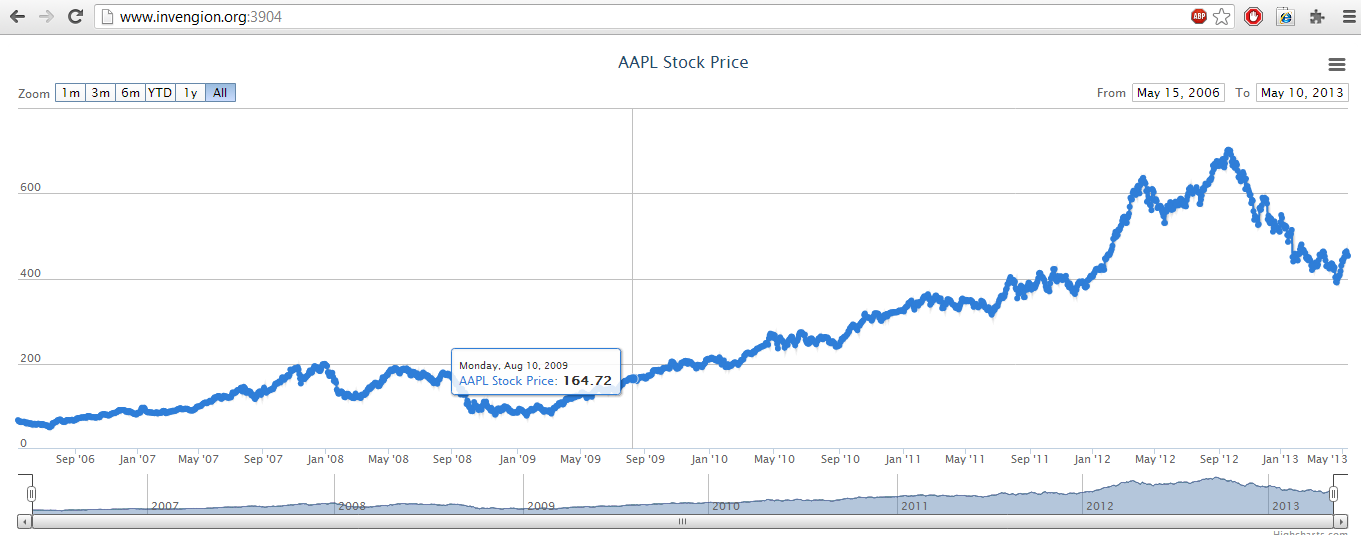 www.invengion.org:3904
ABP
AAPL Stock Price
Zoom 1m 3m 6m YTD 1y All From May 15, 2006 To May 10, 2013
600
400
200
0
Monday, Aug 10, 2009
AAPL Stock Price: 164.72
Sep '06 Jan '07 May '07 Sep '07 Jan '08 May '08 Sep '08 Jan '09 May '09 Sep '09 Jan '10 May '10 Sep '10 Jan '11 May '11 Sep '11 Jan '12 May '12 Sep '12 Jan '13 May '13
2007 2008 2009 2010 2011 2012 2013
Highcharts.com